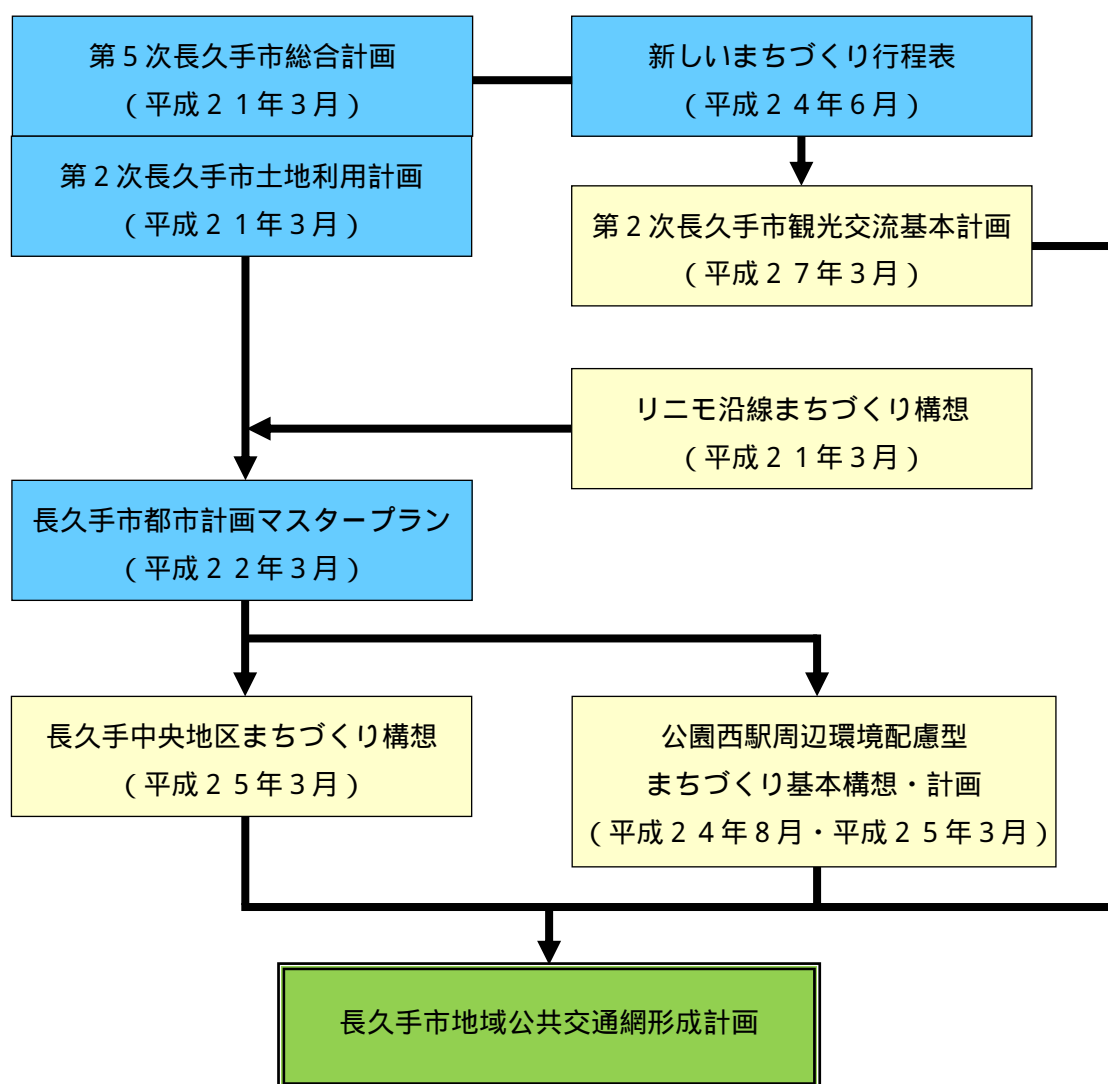 第５次長久手市総合計画
（平成２１年３月）
新しいまちづくり行程表
（平成２４年６月）
第２次長久手市土地利用計画
（平成２１年３月）
第２次長久手市観光交流基本計画
（平成２７年３月）
リニモ沿線まちづくり構想
（平成２１年３月）
長久手市都市計画マスタープラン
（平成２２年３月）
長久手中央地区まちづくり構想
（平成２５年３月）
公園西駅周辺環境配慮型
まちづくり基本構想・計画
（平成２４年８月・平成２５年３月）
長久手市地域公共交通網形成計画